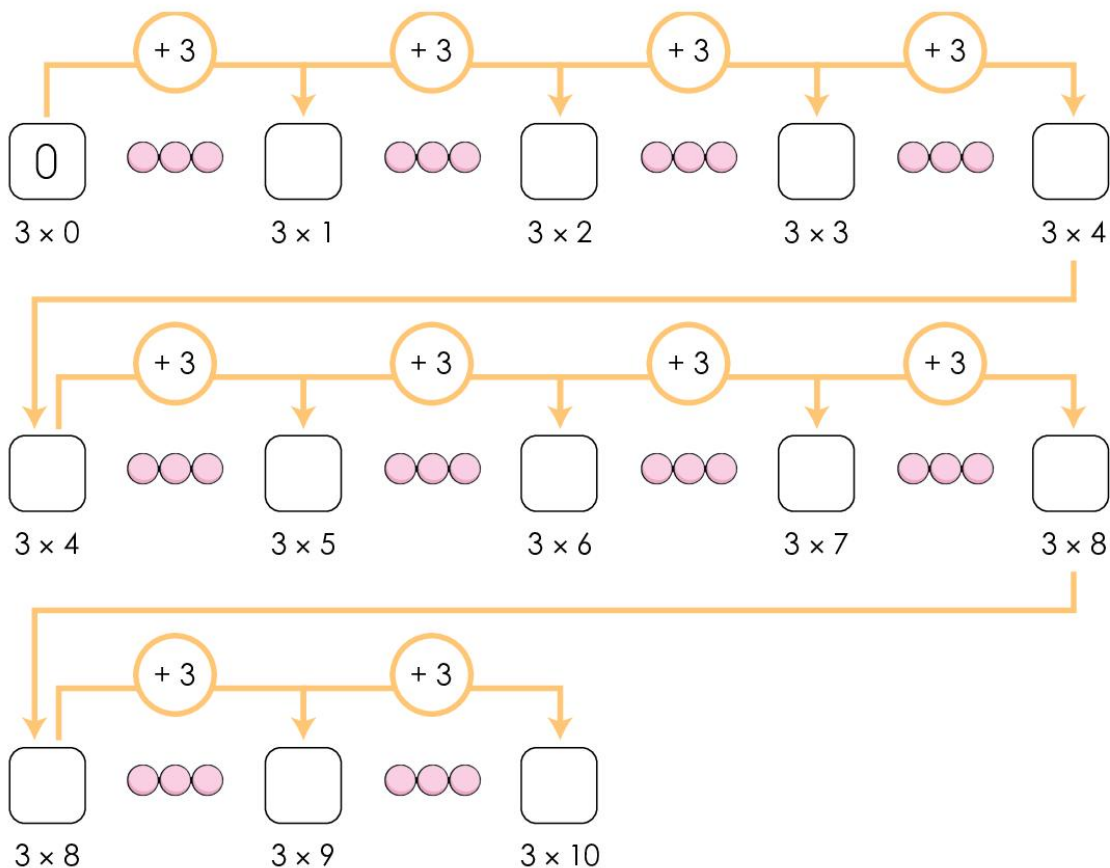 + 3 + 3 + 3 + 3
0
3 × 0 3 × 1 3 × 2 3 × 3 3 × 4
+ 3 + 3 + 3 + 3
3 × 4 3 × 5 3 × 6 3 × 7 3 × 8
+ 3 + 3
3 × 8 3 × 9 3 × 10